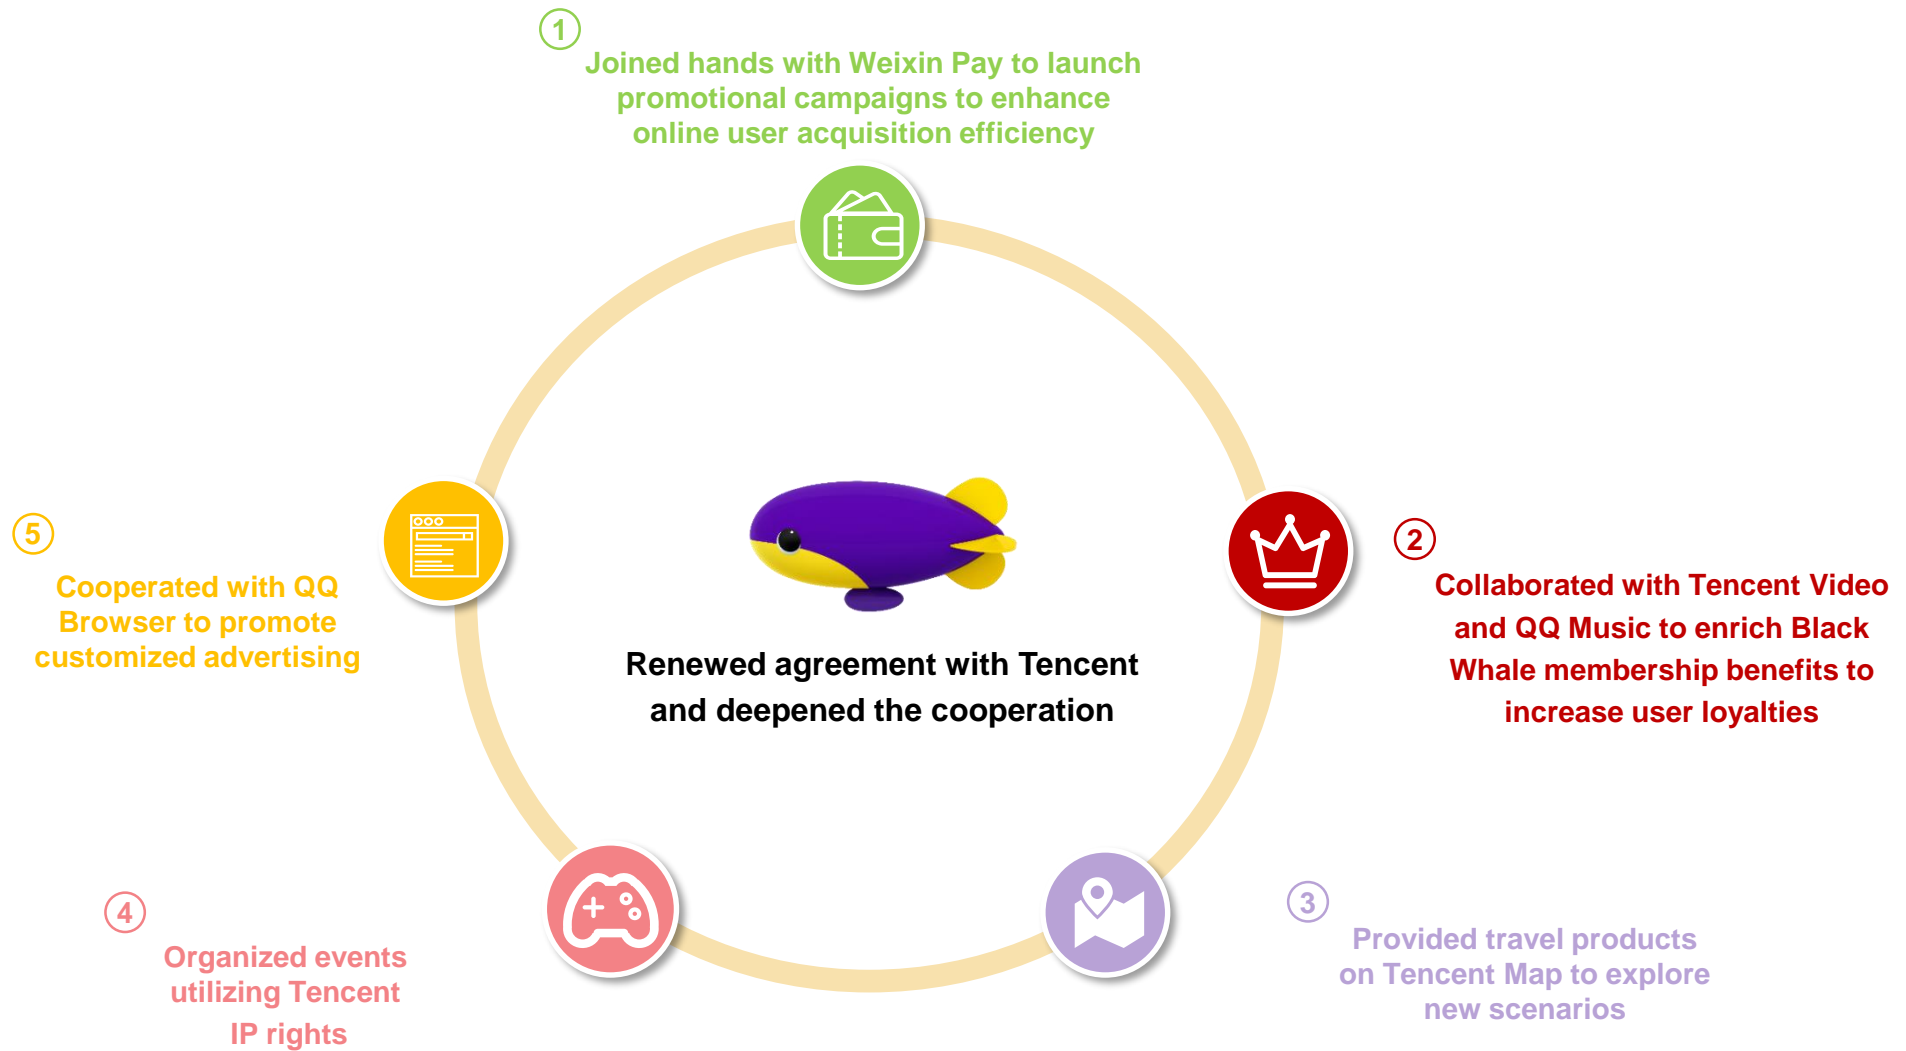 1
Joined hands with Weixin Pay to launch
promotional campaigns to enhance
online user acquisition efficiency
2
Collaborated with Tencent Video
and QQ Music to enrich Black
Whale membership benefits to
increase user loyalties
3
Provided travel products
on Tencent Map to explore
new scenarios
4
Organized events
utilizing Tencent
IP rights
5
Cooperated with QQ
Browser to promote
customized advertising
Renewed agreement with Tencent
and deepened the cooperation